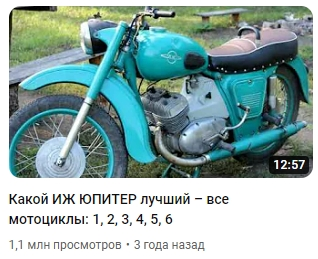 12:57
Какой ИЖ ЮПИТЕР лучший – все
мотоциклы: 1, 2, 3, 4, 5, 6
1,1 млн просмотров • 3 года назад